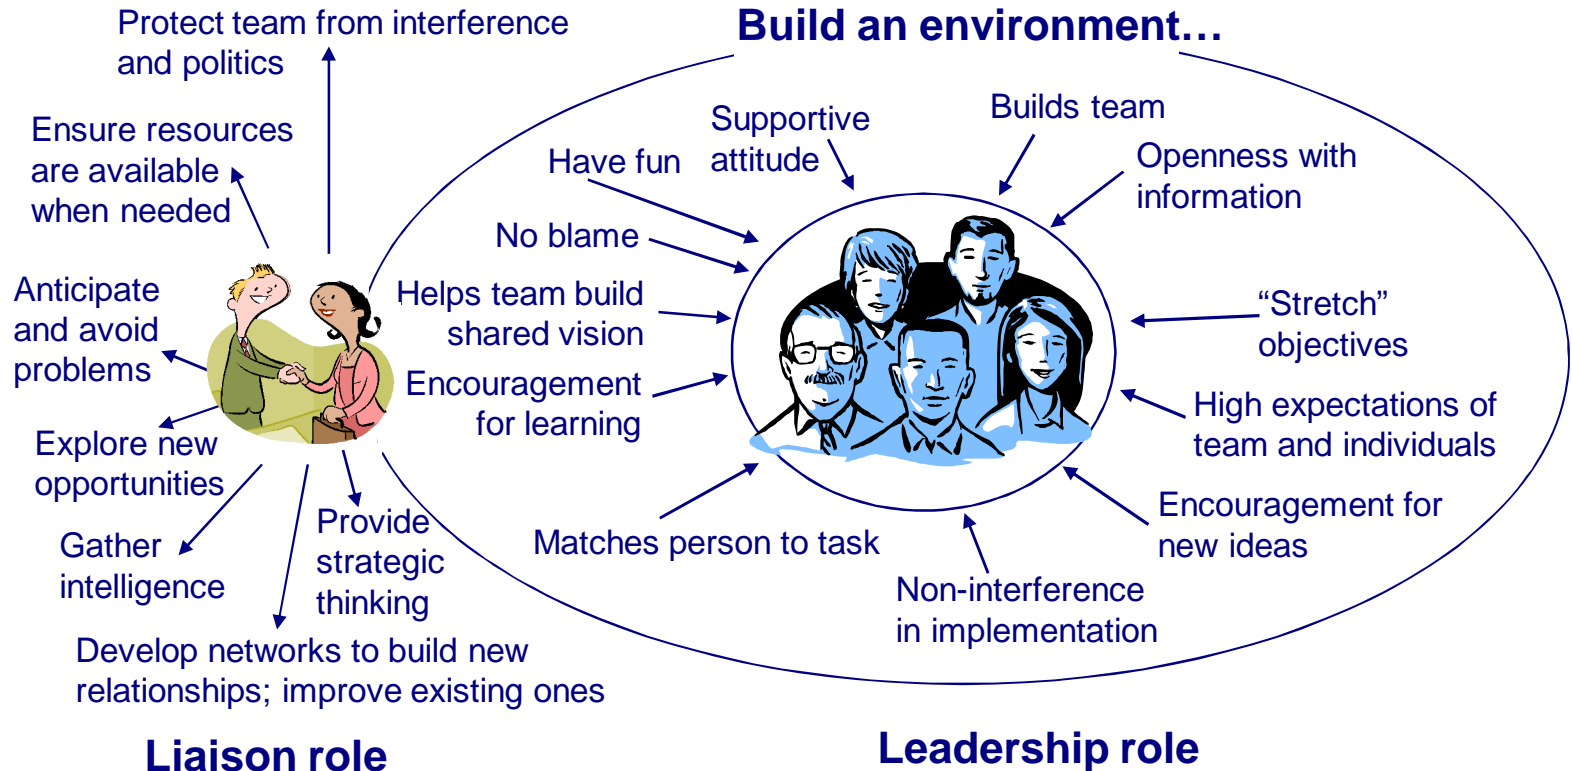 Protect team from interference
and politics
Build an environment…
Ensure resources
are available
when needed
Supportive
attitude
Builds team
Have fun
Openness with
information
No blame
Anticipate
and avoid
problems
Helps team build
shared vision
“Stretch”
objectives
Encouragement
for learning
High expectations of
team and individuals
Explore new
opportunities
Gather
intelligence
Provide
strategic
thinking
Matches person to task
Encouragement for
new ideas
Non-interference
in implementation
Develop networks to build new
relationships; improve existing ones
Liaison role
Leadership role